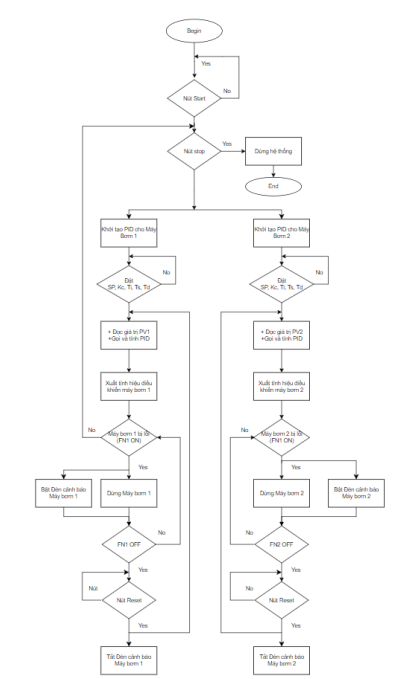 Begin
Yes
No
Nút Start
Nút stop
Yes
Dừng hệ thống
End
Khởi tạo PID cho Máy
Bơm 1
Khởi tạo PID cho Máy
Bơm 2
No
Đặt
SP, Kc, Ti, Ts, Td
No
Đặt
SP, Kc, Ti, Ts, Td
+ Đọc giá trị PV1
+Gọi và tính PID
+ Đọc giá trị PV2
+Gọi và tính PID
Xuất tính hiệu điều
khiển máy bơm 1
Xuất tính hiệu điều
khiển máy bơm 2
No
Máy bơm 1 bị lỗi
(FN1 ON)
No
Máy bơm 2 bị lỗi
(FN1 ON)
Yes
Yes
Bật Đèn cảnh báo
Máy bơm 1
Dừng Máy bơm 1
Dừng Máy bơm 2
Bật Đèn cảnh báo
Máy bơm 2
No
FN1 OFF
No
FN2 OFF
Yes
Yes
Nút
Nút Reset
No
Nút Reset
Yes
Yes
Tắt Đèn cảnh báo
Máy bơm 1
Tắt Đèn cảnh báo
Máy bơm 2